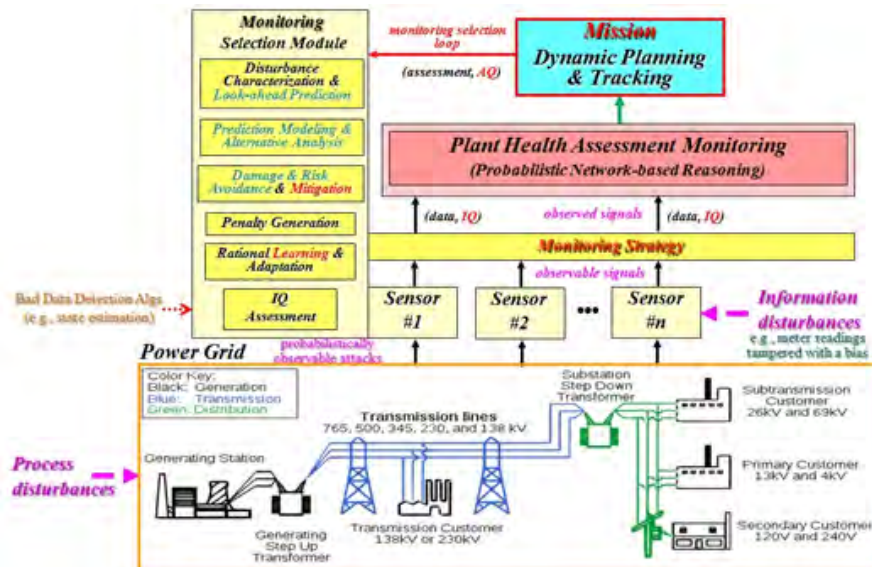 Monitoring
Selection Module
Disturbance
Characterization &
Look-ahead Prediction
Prediction Modeling &
Alternative Analysis
Damage & Risk
Avoidance & Mitigation
Penalty Generation
Rational Learning &
Adaptation
IQ
Assessment
monitoring selection
loop
(assessment, AQ)
Mission
Dynamic Planning
& Tracking
Plant Health Assessment Monitoring
(Probabilistic Network-based Reasoning)
(data, IQ)
observed signals
(data, IQ)
Monitoring Strategy
observable signals
Sensor
#1
Sensor
#2
•••
Sensor
#n
Bad Data Detection Algs
(e.g., state estimation)
Information
disturbances
e.g., meter readings
tampered with a bias
probabilistically
observable attacks
Power Grid
Color Key:
Black: Generation
Blue: Transmission
Green: Distribution
Process
disturbances
Generating Station
Generating
Step Up
Transformer
Transmission lines
765, 500, 345, 230, and 138 kV
Transmission Customer
138kV or 230kV
Substation
Step Down
Transformer
Subtransmission
Customer
26kV and 69kV
Primary Customer
13kV and 4kV
Secondary Customer
120V and 240V